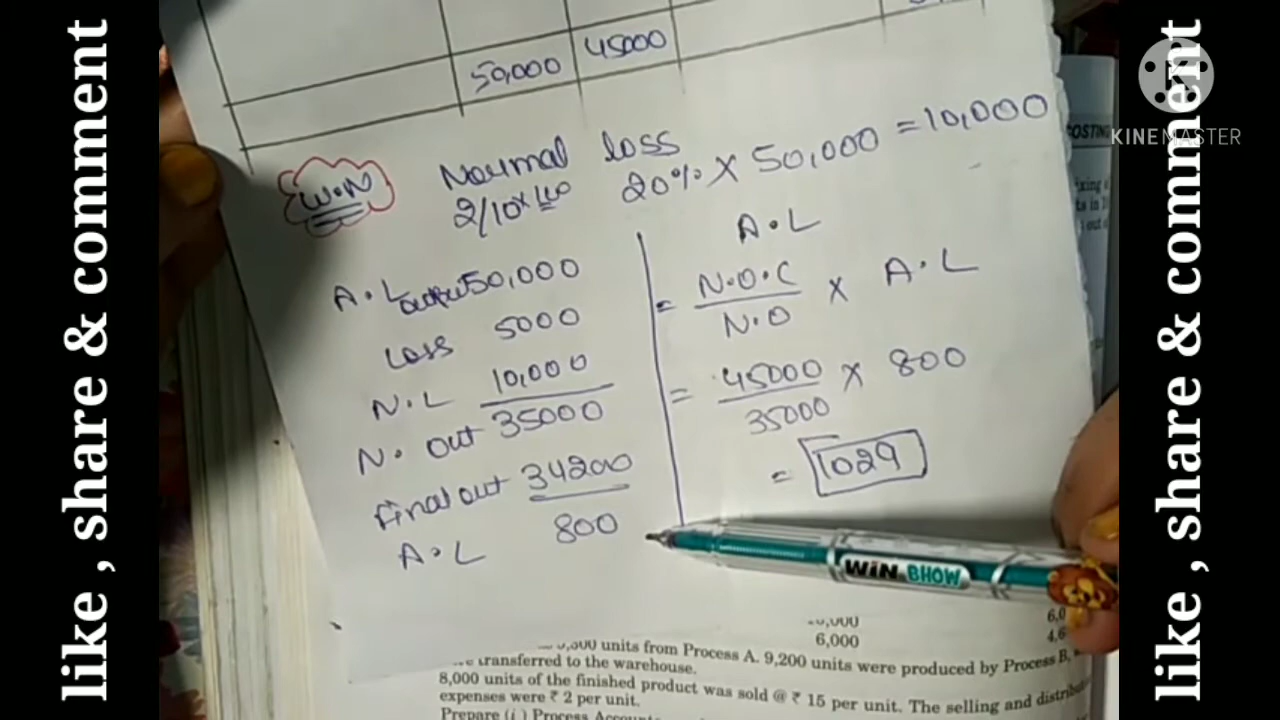 like , share & comment
50,000 45000
W.N
Normal loss
2/10 x 100 20% X 50,000 = 10,000
A.L output 50,000
Loss 5000
N.L 10,000
N. out 35000
Final out 34200
A.L 800
A.L
= N.O.C / N.O x A.L
= 45000 / 35000 x 800
= 1029
WIN BHOW
6,000
units from Process A. 9,200 units were produced by Process B,
transferred to the warehouse.
8,000 units of the finished product was sold @ ₹ 15 per unit. The selling and
expenses were ₹ 2 per unit.
Prepare (i) Process
OSTING
KINEMASTER
like , share & comment